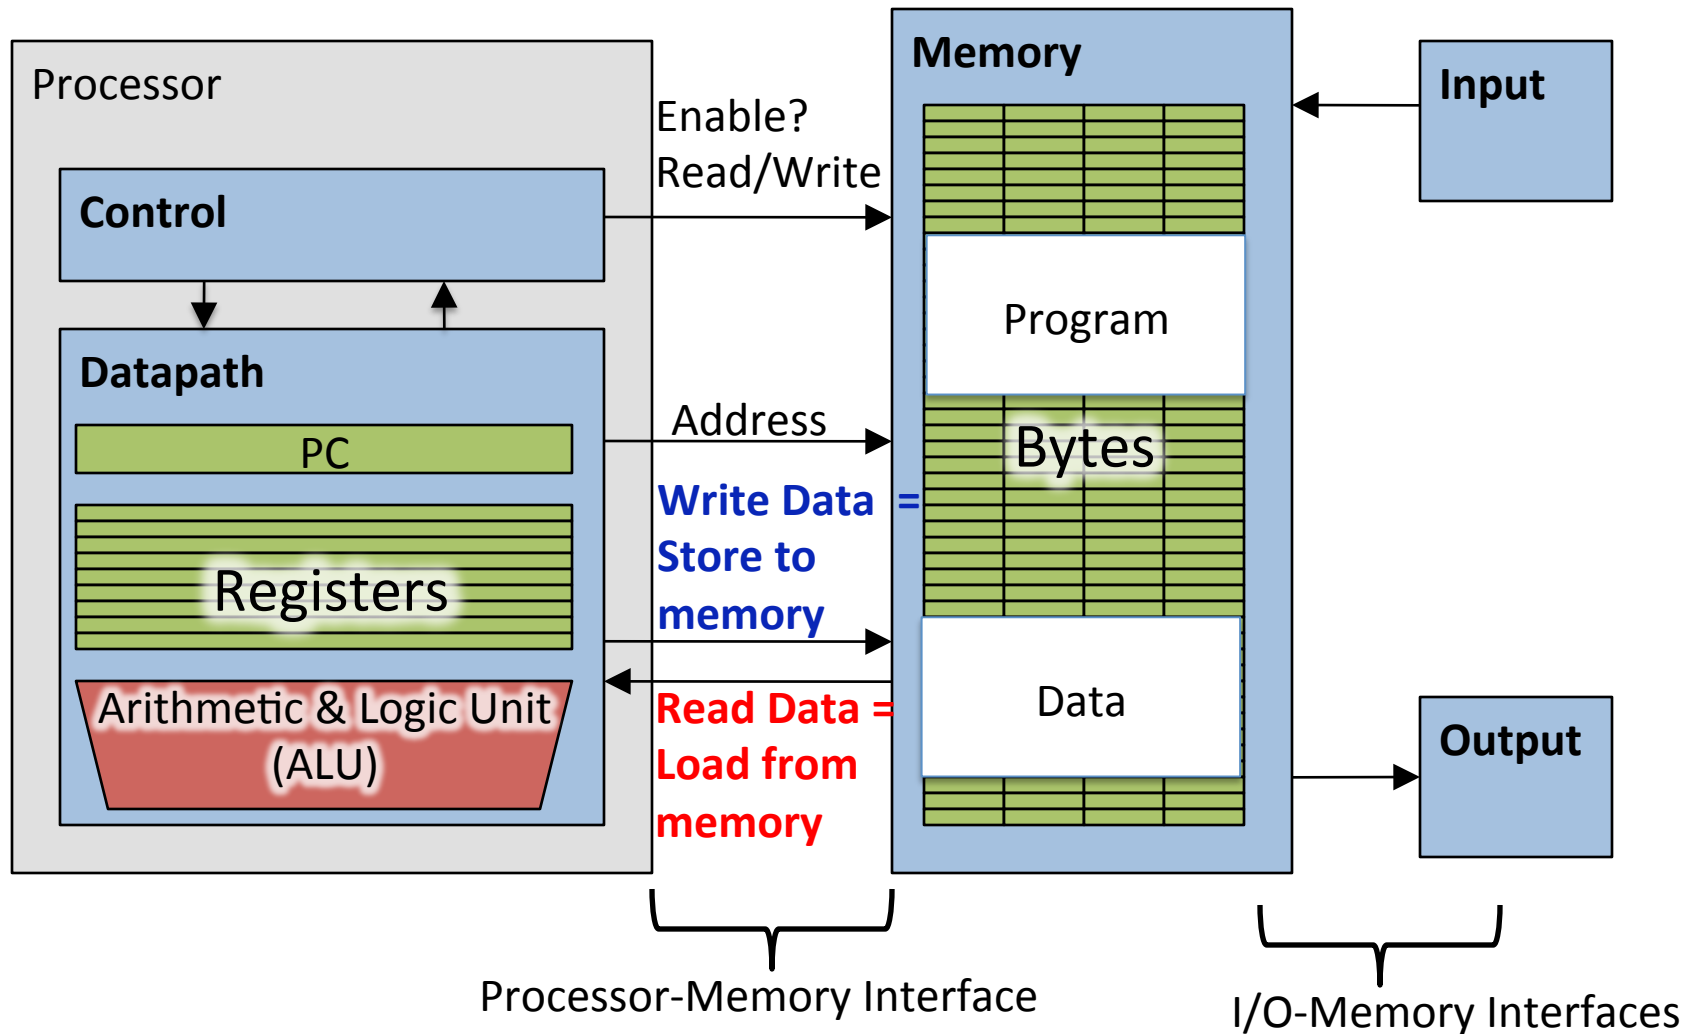 Processor
Control
Datapath
PC
Registers
Arithmetic & Logic Unit
(ALU)
Enable?
Read/Write
Address
Write Data =
Store to
memory
Read Data =
Load from
memory
Memory
Program
Bytes
Data
Input
Output
Processor-Memory Interface
I/O-Memory Interfaces